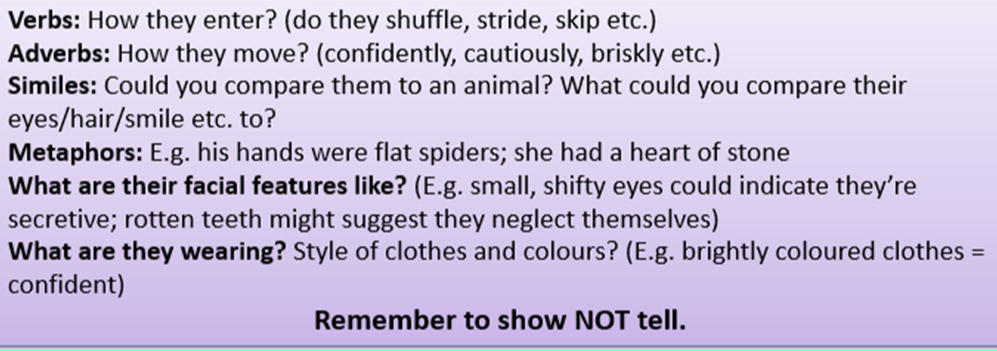 Verbs: How they enter? (do they shuffle, stride, skip etc.)
Adverbs: How they move? (confidently, cautiously, briskly etc.)
Similes: Could you compare them to an animal? What could you compare their
eyes/hair/smile etc. to?
Metaphors: E.g. his hands were flat spiders; she had a heart of stone
What are their facial features like? (E.g. small, shifty eyes could indicate they’re
secretive; rotten teeth might suggest they neglect themselves)
What are they wearing? Style of clothes and colours? (E.g. brightly coloured clothes =
confident)
Remember to show NOT tell.